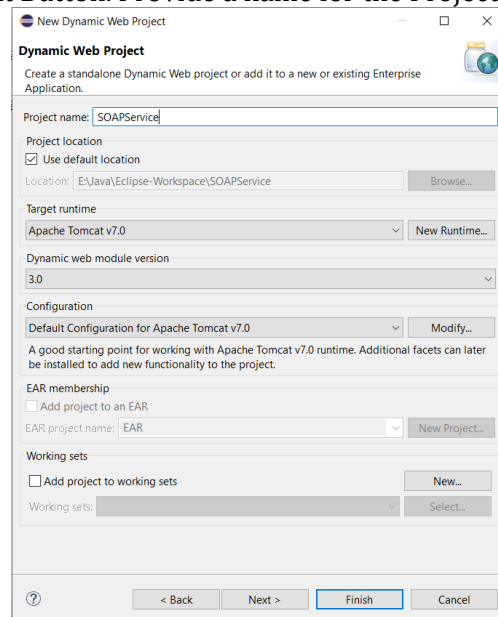 t Button. Provide a name for the Project
New Dynamic Web Project
Dynamic Web Project
Create a standalone Dynamic Web project or add it to a new or existing Enterprise
Application.
Project name: SOAPService
Project location
Use default location
Location: E:\Java\Eclipse-Workspace\SOAPService Browse...
Target runtime
Apache Tomcat v7.0 New Runtime...
Dynamic web module version
3.0
Configuration
Default Configuration for Apache Tomcat v7.0 Modify...
A good starting point for working with Apache Tomcat v7.0 runtime. Additional facets can later
be installed to add new functionality to the project.
EAR membership
Add project to an EAR
EAR project name: EAR New Project...
Working sets
Add project to working sets New...
Working sets: Select...
? < Back Next > Finish Cancel